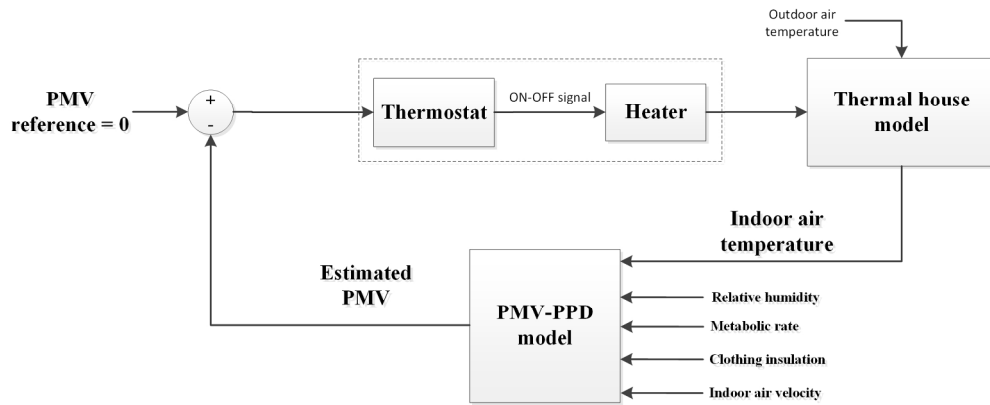 Outdoor air
temperature
PMV
reference = 0
+
-
Thermostat
ON-OFF signal
Heater
Thermal house
model
Indoor air
temperature
Estimated
PMV
PMV-PPD
model
Relative humidity
Metabolic rate
Clothing insulation
Indoor air velocity